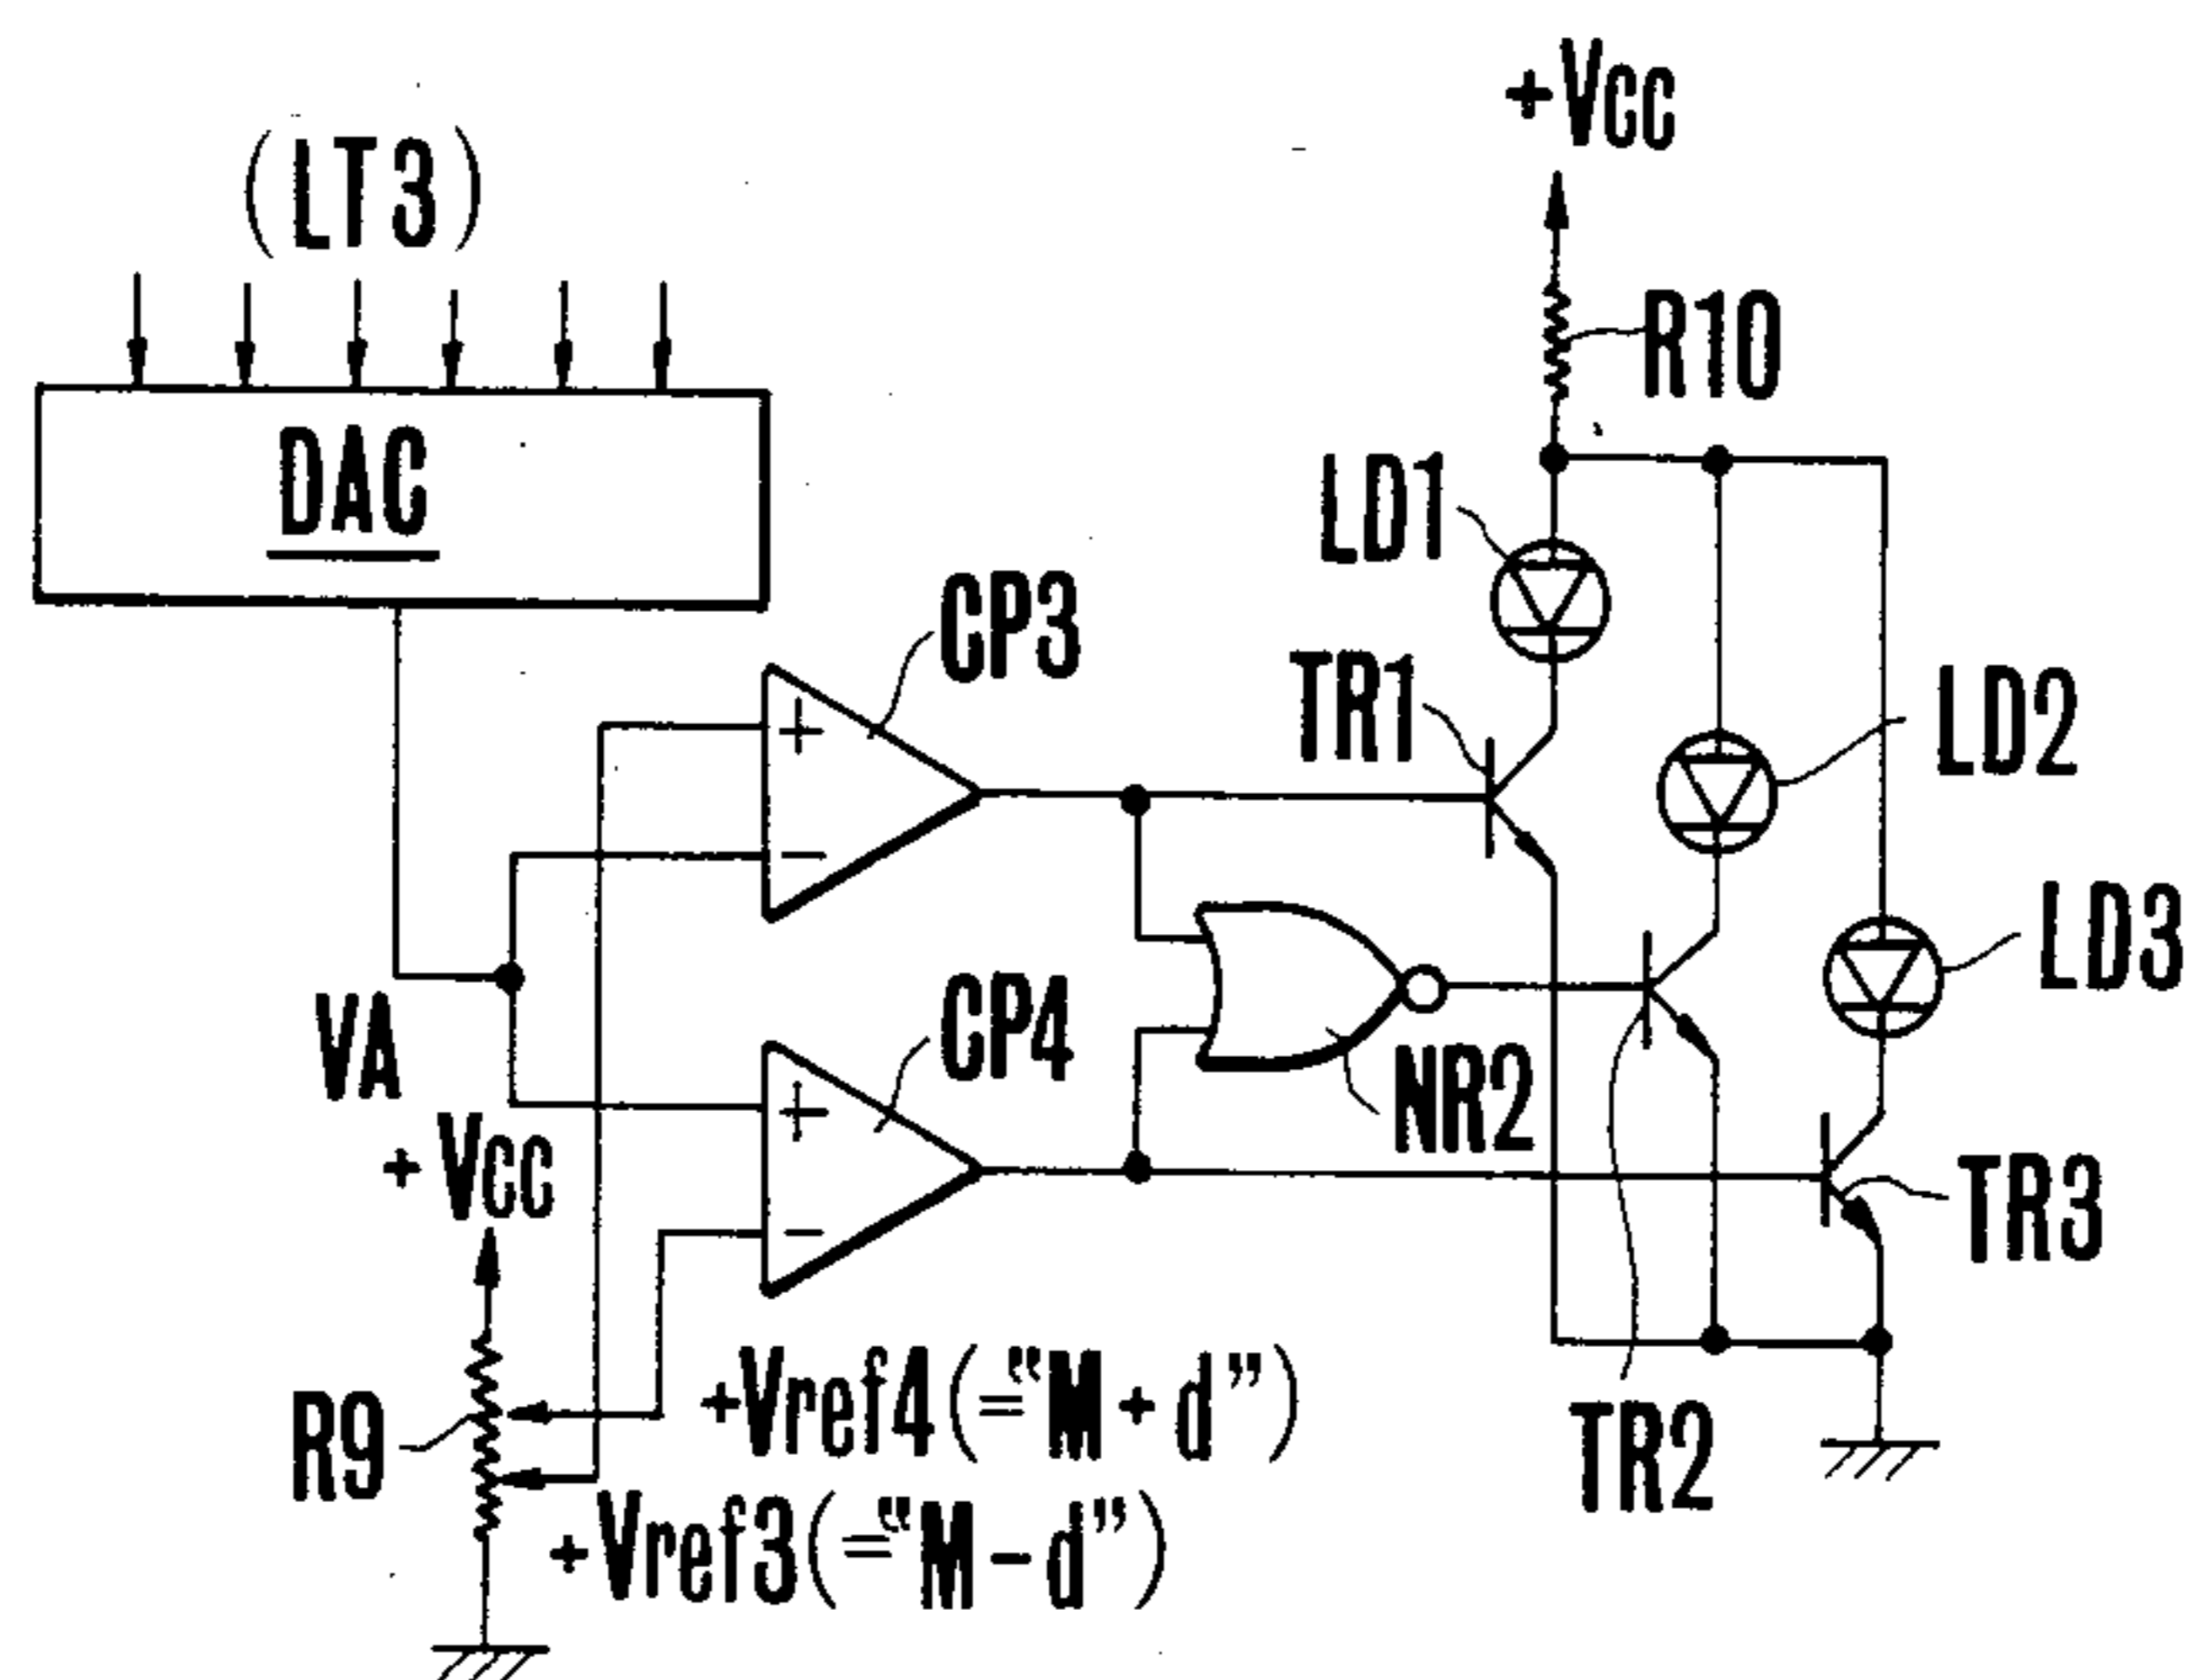 +Vcc
(LT3)
R10
DAC
LD1
CP3
TR1
LD2
LD3
CP4
VA
NR2
+Vcc
TR3
+Vref4(="M+d")
R9
TR2
+Vref3(="M-d")
+
-
+
-